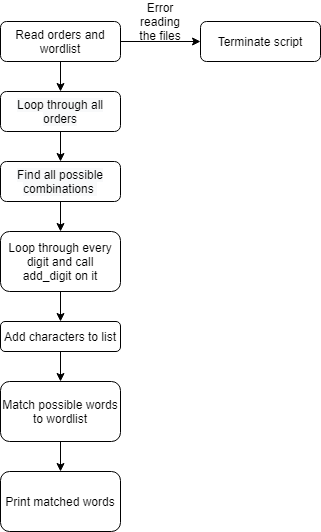 Read orders and
wordlist
Error
reading
the files
Terminate script
Loop through all
orders
Find all possible
combinations
Loop through every
digit and call
add_digit on it
Add characters to list
Match possible words
to wordlist
Print matched words